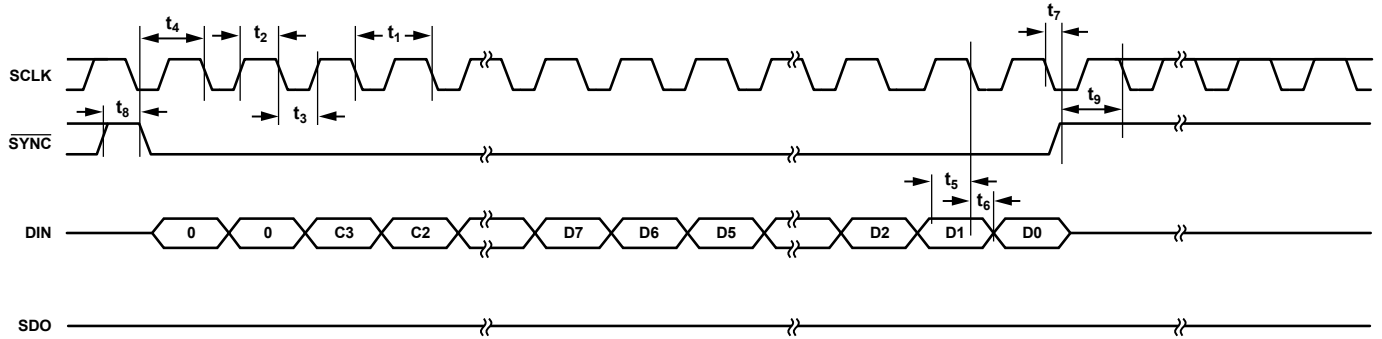 t4 t2 t1 t7
SCLK
t8 t3 t9
SYNC
t5 t6
DIN 0 0 C3 C2 D7 D6 D5 D2 D1 D0
SDO